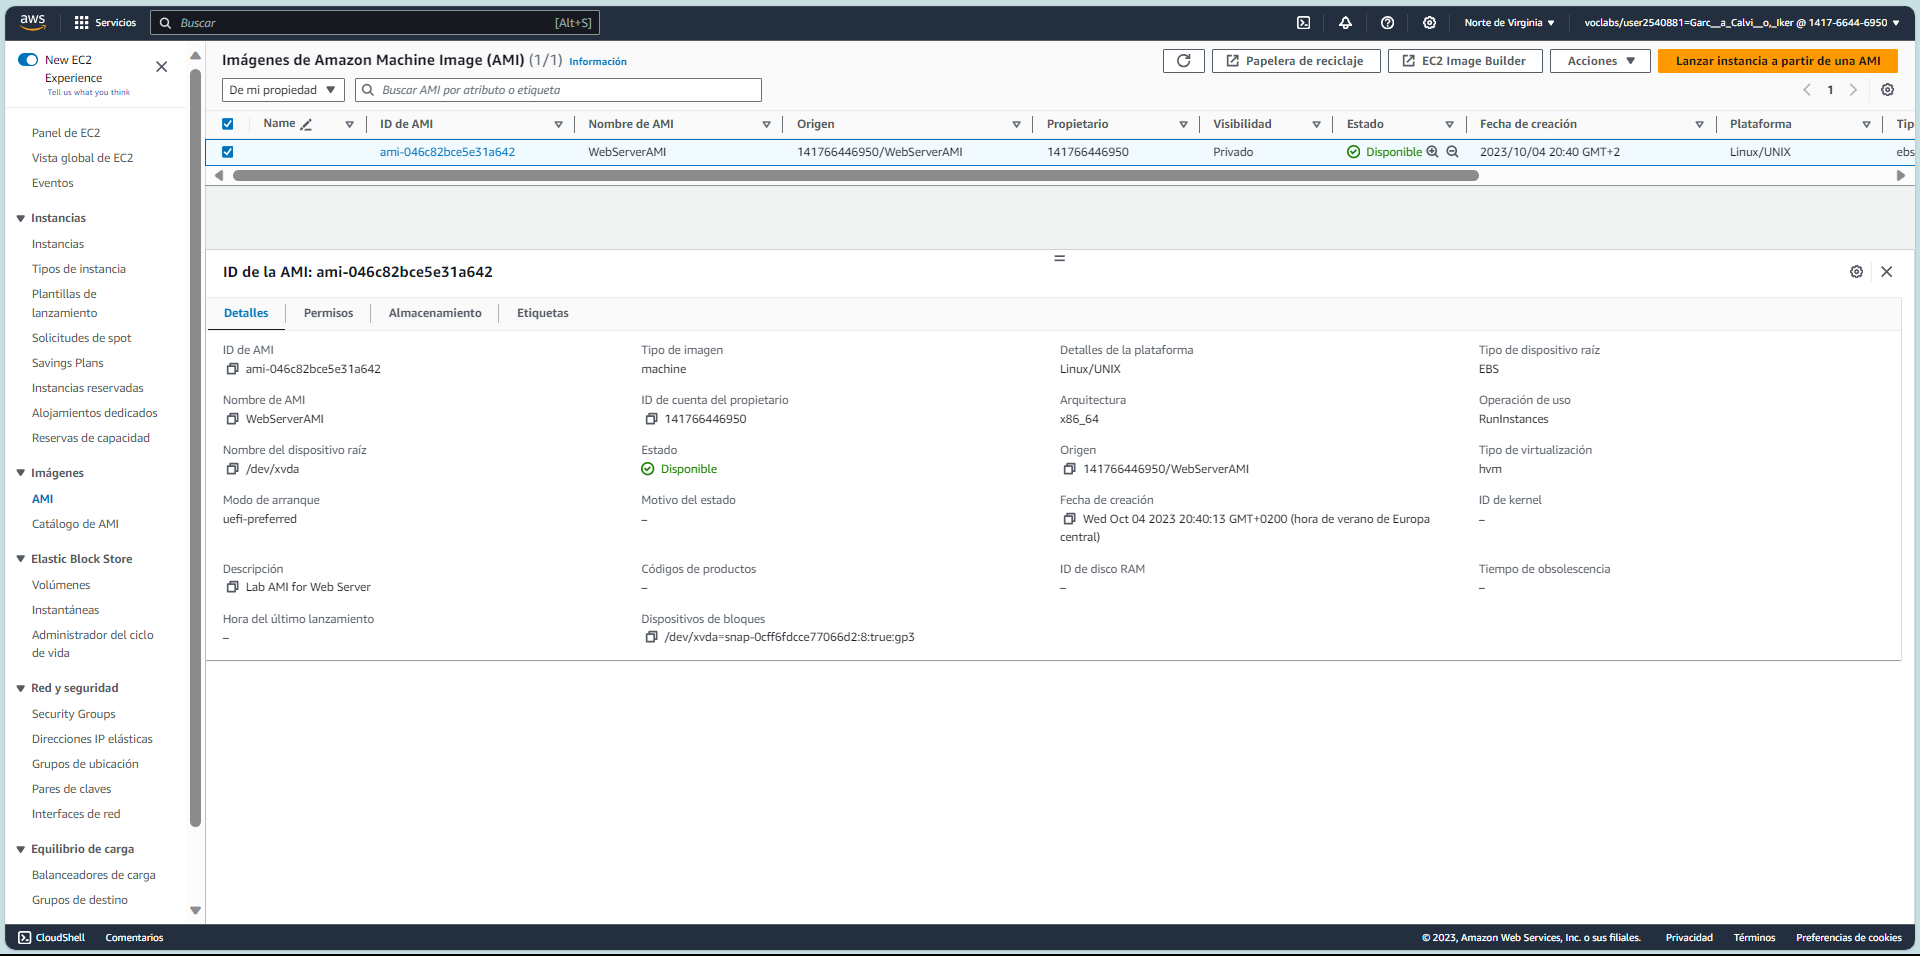 aws
Servicios
Buscar
[Alt+S]
Norte de Virginia
voclabs/user2540881=Garc__a_Calvi__o,_Iker @ 1417-6644-6950
New EC2
Experience
Tell us what you think
Panel de EC2
Vista global de EC2
Eventos
Instancias
Instancias
Tipos de instancia
Plantillas de
lanzamiento
Solicitudes de spot
Savings Plans
Instancias reservadas
Alojamientos dedicados
Reservas de capacidad
Imágenes
AMI
Catálogo de AMI
Elastic Block Store
Volúmenes
Instantáneas
Administrador del ciclo
de vida
Red y seguridad
Security Groups
Direcciones IP elásticas
Grupos de ubicación
Pares de claves
Interfaces de red
Equilibrio de carga
Balanceadores de carga
Grupos de destino
Imágenes de Amazon Machine Image (AMI) (1/1) Información
Papelera de reciclaje
EC2 Image Builder
Acciones
Lanzar instancia a partir de una AMI
De mi propiedad
Buscar AMI por atributo o etiqueta
1
Name ID de AMI Nombre de AMI Origen Propietario Visibilidad Estado Fecha de creación Plataforma Tip
ami-046c82bce5e31a642 WebServerAMI 141766446950/WebServerAMI 141766446950 Privado Disponible 2023/10/04 20:40 GMT+2 Linux/UNIX ebs
ID de la AMI: ami-046c82bce5e31a642
Detalles Permisos Almacenamiento Etiquetas
ID de AMI
ami-046c82bce5e31a642
Tipo de imagen
machine
Detalles de la plataforma
Linux/UNIX
Tipo de dispositivo raíz
EBS
Nombre de AMI
WebServerAMI
ID de cuenta del propietario
141766446950
Arquitectura
x86_64
Operación de uso
RunInstances
Nombre del dispositivo raíz
/dev/xvda
Estado
Disponible
Origen
141766446950/WebServerAMI
Tipo de virtualización
hvm
Modo de arranque
uefi-preferred
Motivo del estado
–
Fecha de creación
Wed Oct 04 2023 20:40:13 GMT+0200 (hora de verano de Europa
central)
ID de kernel
–
Descripción
Lab AMI for Web Server
Códigos de productos
–
ID de disco RAM
–
Tiempo de obsolescencia
–
Hora del último lanzamiento
–
Dispositivos de bloques
/dev/xvda=snap-0cff6fdcce77066d2:8:true:gp3
CloudShell
Comentarios
© 2023, Amazon Web Services, Inc. o sus filiales.
Privacidad
Términos
Preferencias de cookies